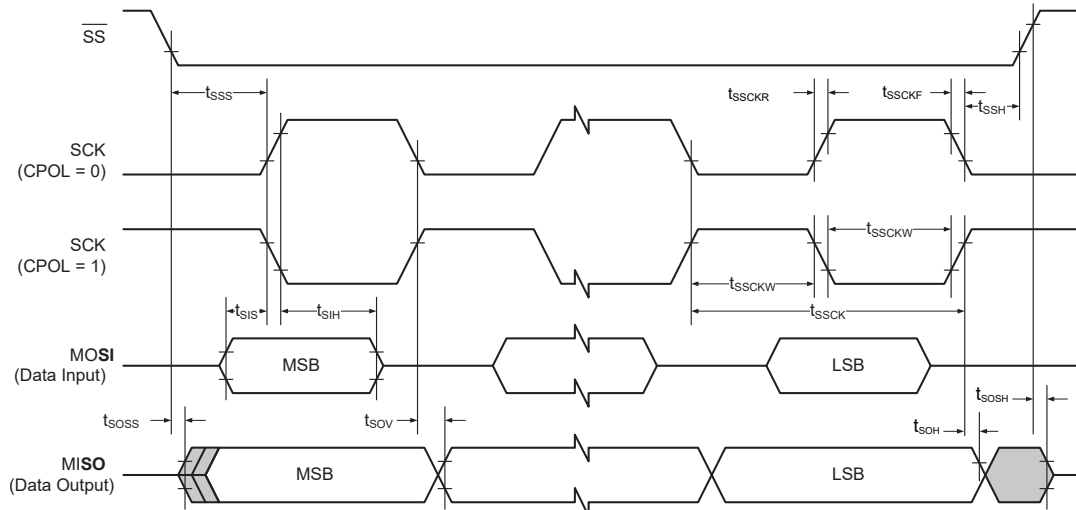 SS
tSSS
tSSCKR
tSSCKF
tSSH
SCK
(CPOL = 0)
SCK
(CPOL = 1)
tSSCKW
tSSCKW
tSSCK
tSIS
tSIH
MOSI
(Data Input)
MSB
LSB
tSOSS
tSOV
tSOH
tSOSH
MISO
(Data Output)
MSB
LSB